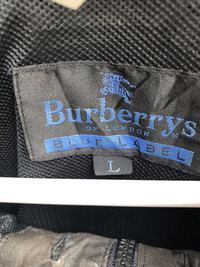 Burberrys
OF LONDON
BLUE LABEL
L